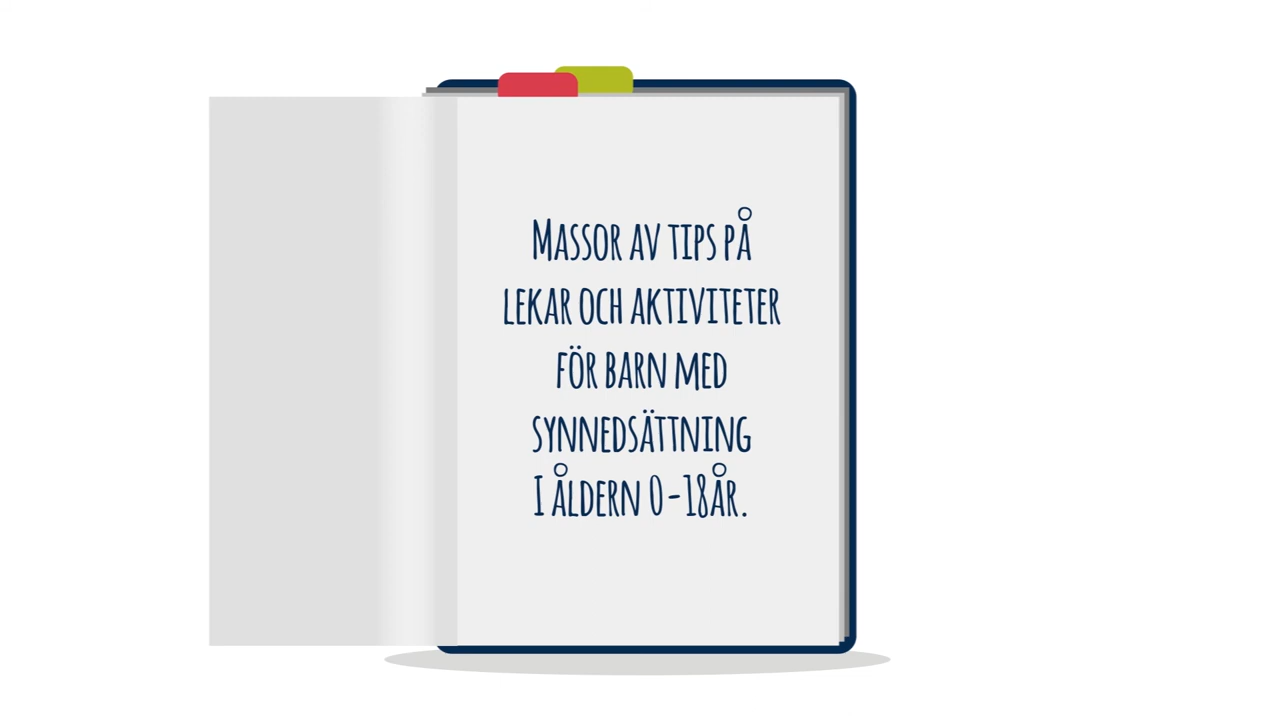 Massor av tips på
lekar och aktiviteter
för barn med
synnedsättning
i åldern 0-18år.